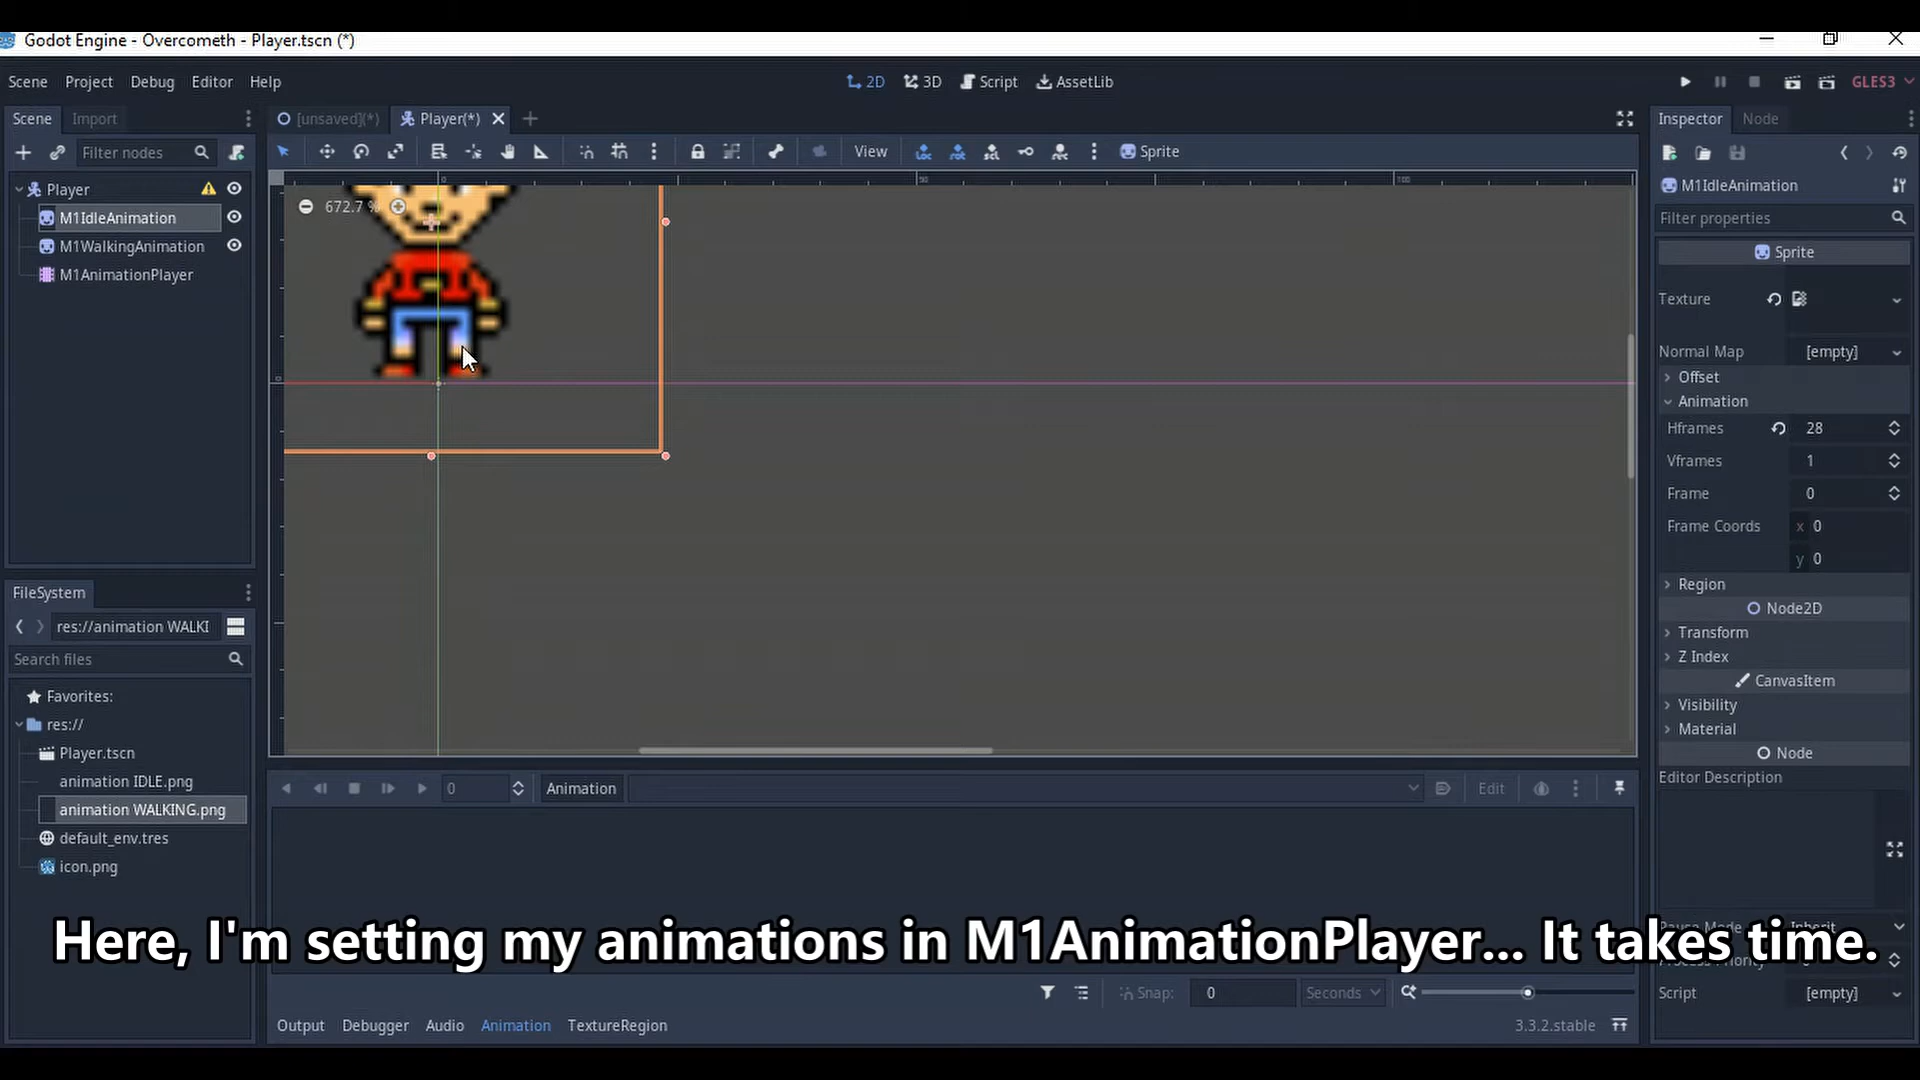 Godot Engine - Overcometh - Player.tscn (*)
Scene Project Debug Editor Help
2D 3D Script AssetLib
GLES3
Scene Import
[unsaved](*) Player(*)
Inspector Node
Filter nodes
View
Sprite
Player
M1IdleAnimation
M1WalkingAnimation
M1AnimationPlayer
672.7 %
0 50 100
0
M1IdleAnimation
Filter properties
Sprite
Texture
Normal Map [empty]
Offset
Animation
Hframes 28
Vframes 1
Frame 0
Frame Coords x 0
y 0
Region
Node2D
Transform
Z Index
CanvasItem
Visibility
Material
Node
Editor Description
FileSystem
res://animation WALKI
Search files
Favorites:
res://
Player.tscn
animation IDLE.png
animation WALKING.png
default_env.tres
icon.png
0 Animation Edit
Here, I'm setting my animations in M1AnimationPlayer... It takes time.
Inherit
Script [empty]
Snap: 0 Seconds
Output Debugger Audio Animation TextureRegion
3.3.2.stable